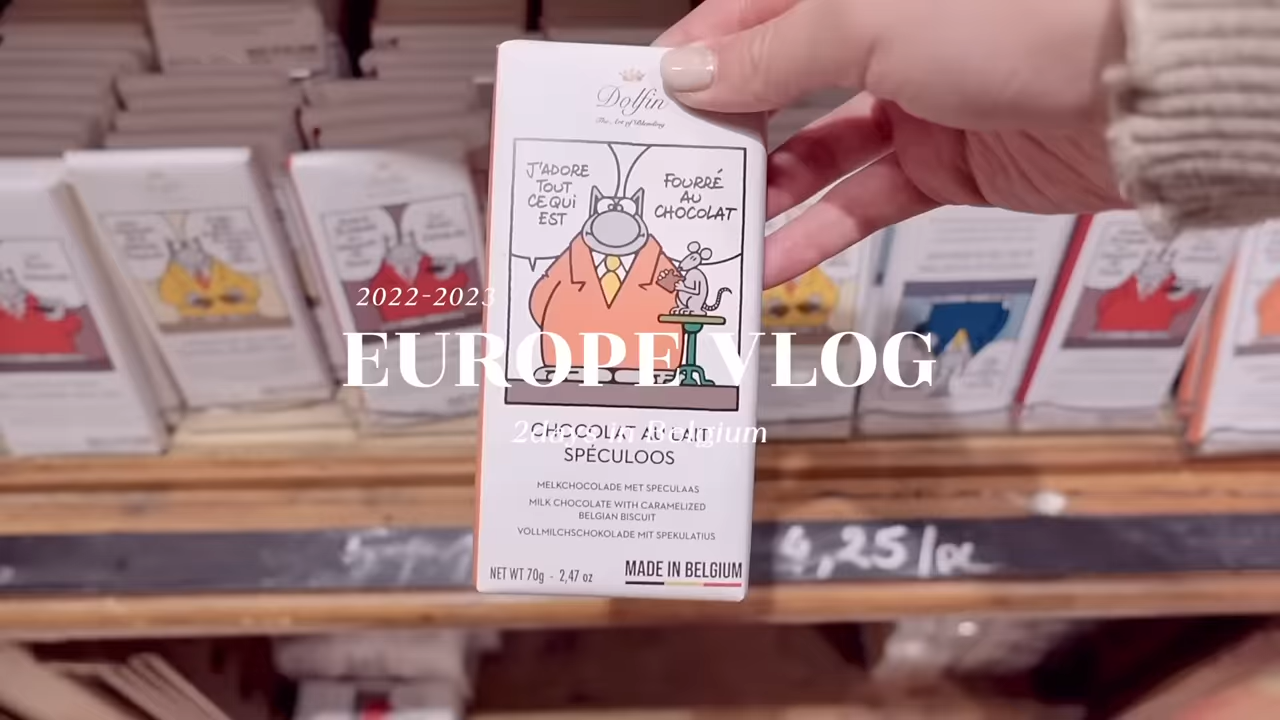 Dolfin
The Art of Blending
J'ADORE
TOUT
CE QUI
EST
FOURRÉ
AU
CHOCOLAT
2022-2023
EUROPE VLOG
2days in Belgium
CHOCOLAT AU LAIT
SPÉCULOOS
MELKCHOCOLADE MET SPECULAAS
MILK CHOCOLATE WITH CARAMELIZED
BELGIAN BISCUIT
VOLLMILCHSCHOKOLADE MIT SPEKULATIUS
NET WT 70g - 2,47 oz
MADE IN BELGIUM
4,25/pc